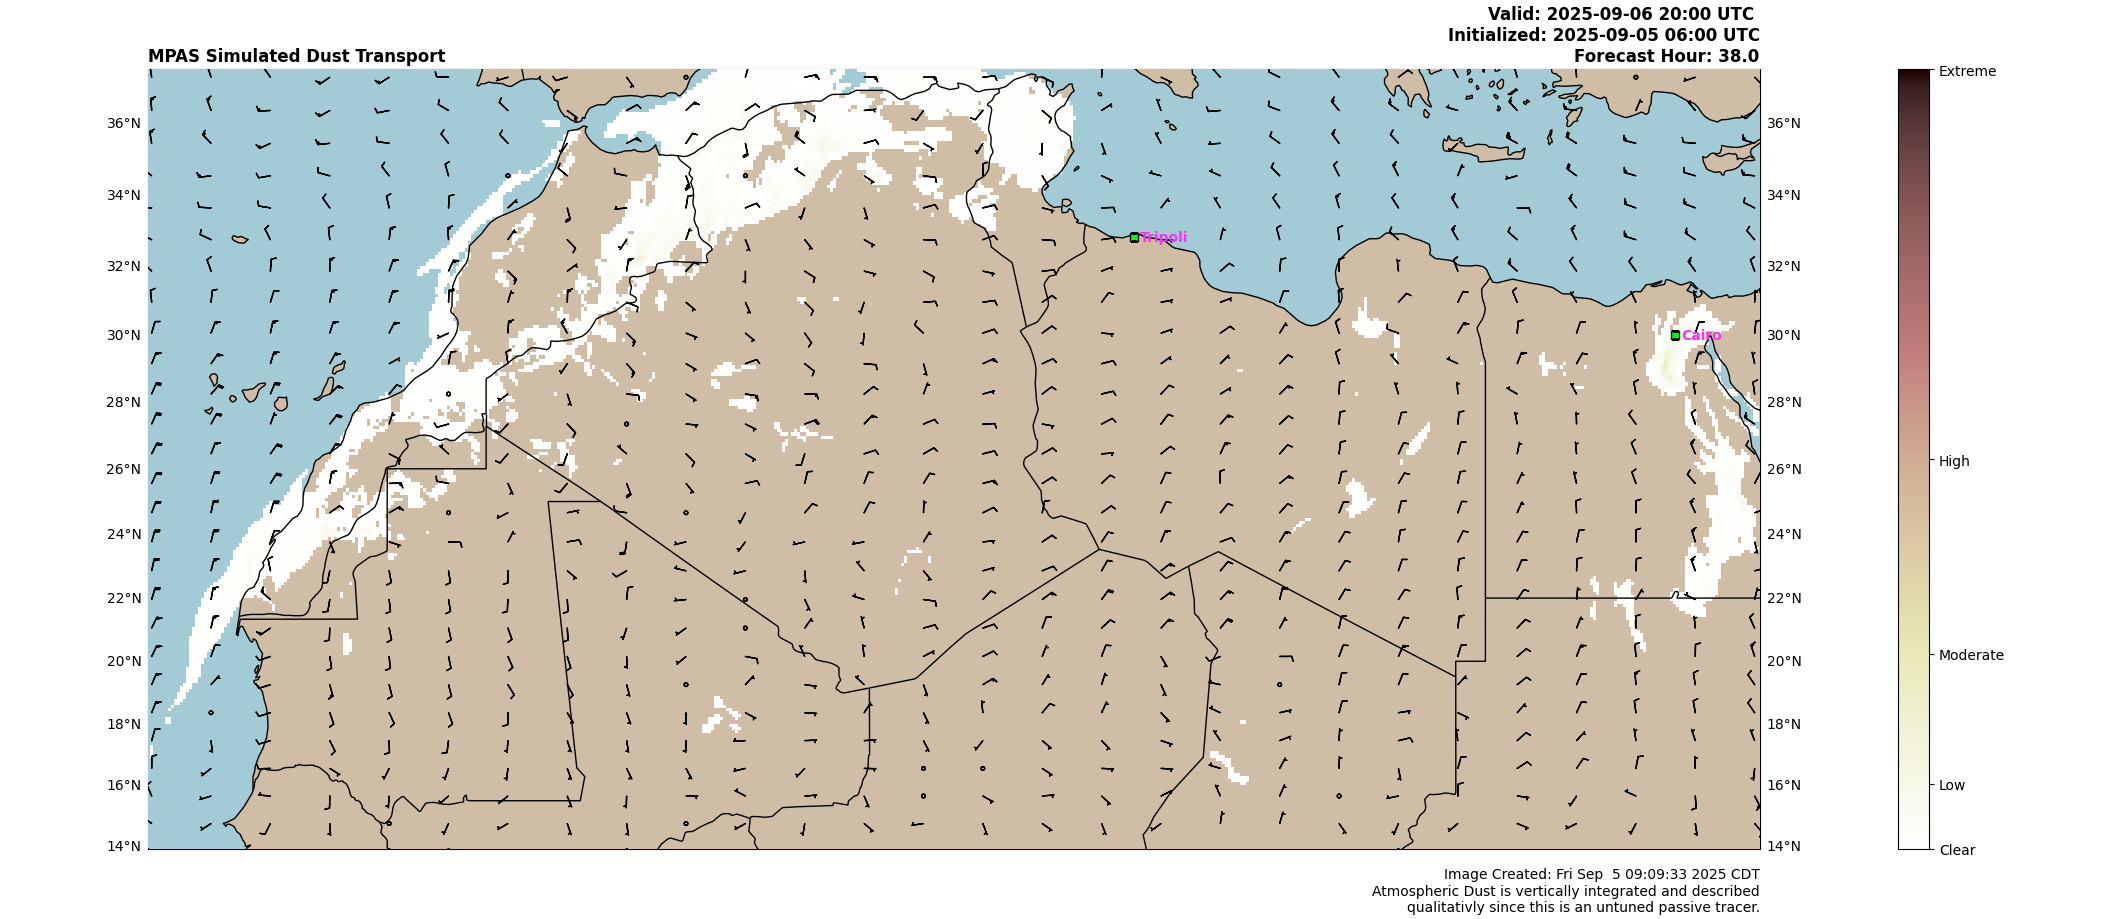 Valid: 2025-09-06 20:00 UTC
Initialized: 2025-09-05 06:00 UTC
MPAS Simulated Dust Transport
Forecast Hour: 38.0
Extreme
36°N
36°N
34°N
34°N
Tripoli
32°N
32°N
30°N
Cairo
30°N
28°N
28°N
26°N
26°N
High
24°N
24°N
22°N
22°N
20°N
20°N
Moderate
18°N
18°N
16°N
16°N
Low
14°N
14°N
Clear
Image Created: Fri Sep  5 09:09:33 2025 CDT
Atmospheric Dust is vertically integrated and described
qualitativly since this is an untuned passive tracer.